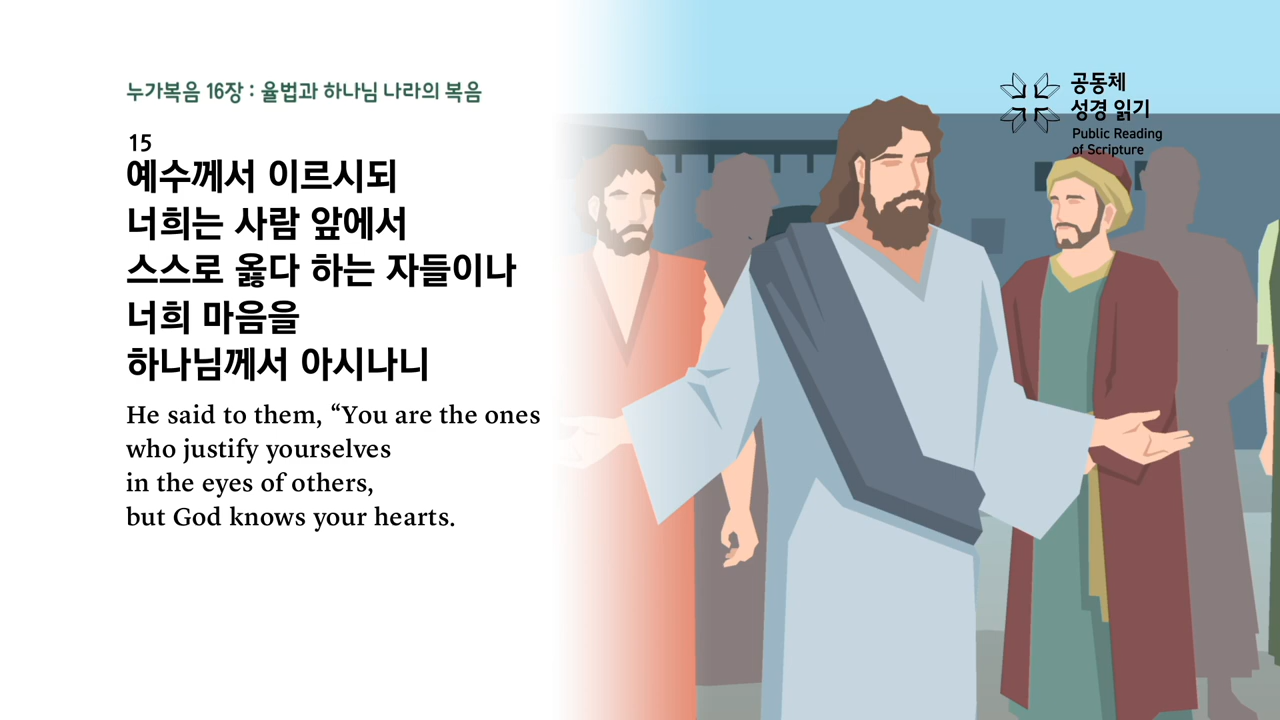 누가복음 16장 : 율법과 하나님 나라의 복음
15
예수께서 이르시되
너희는 사람 앞에서
스스로 옳다 하는 자들이나
너희 마음을
하나님께서 아시나니
He said to them, “You are the ones
who justify yourselves
in the eyes of others,
but God knows your hearts.
공동체
성경 읽기
Public Reading
of Scripture